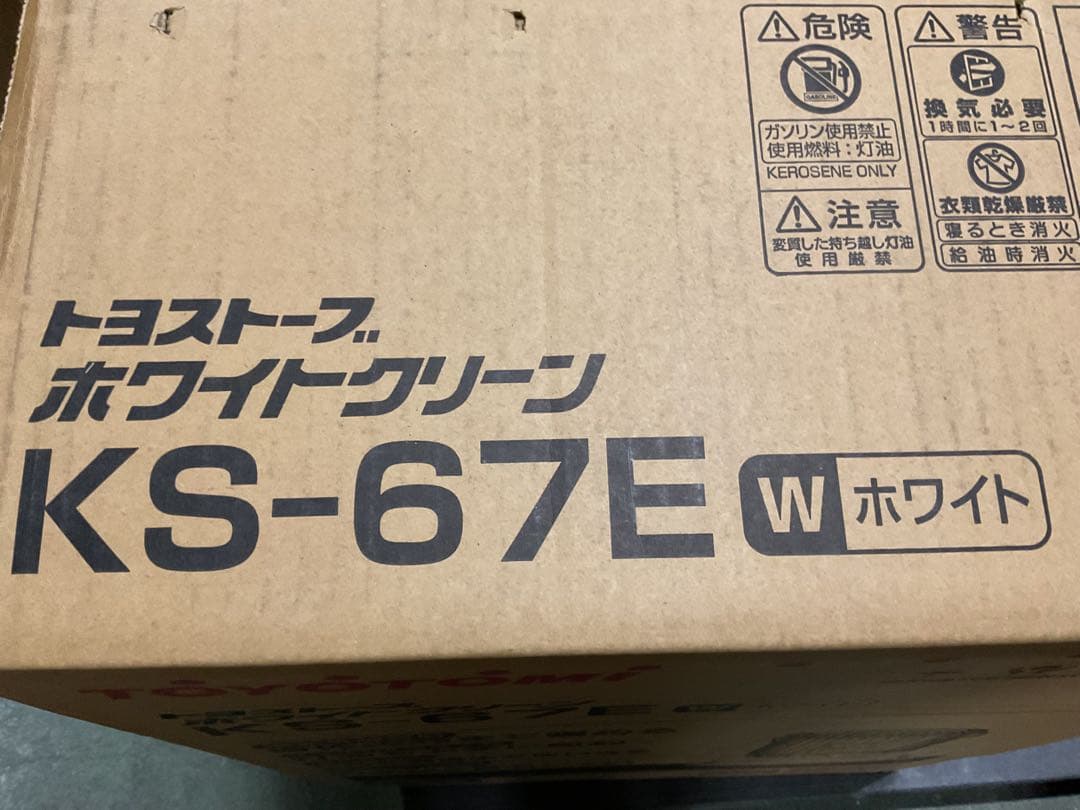 危険
GASOLINE
ガソリン使用禁止
使用燃料：灯油
KEROSENE ONLY
注意
変質した持ち越し灯油
使用厳禁
警告
換気必要
1時間に1～2回
衣類乾燥厳禁
寝るとき消火
給油時消火
トヨストーブ
ホワイトクリーン
KS-67E
W ホワイト
TOYOTOMI
KS-67E